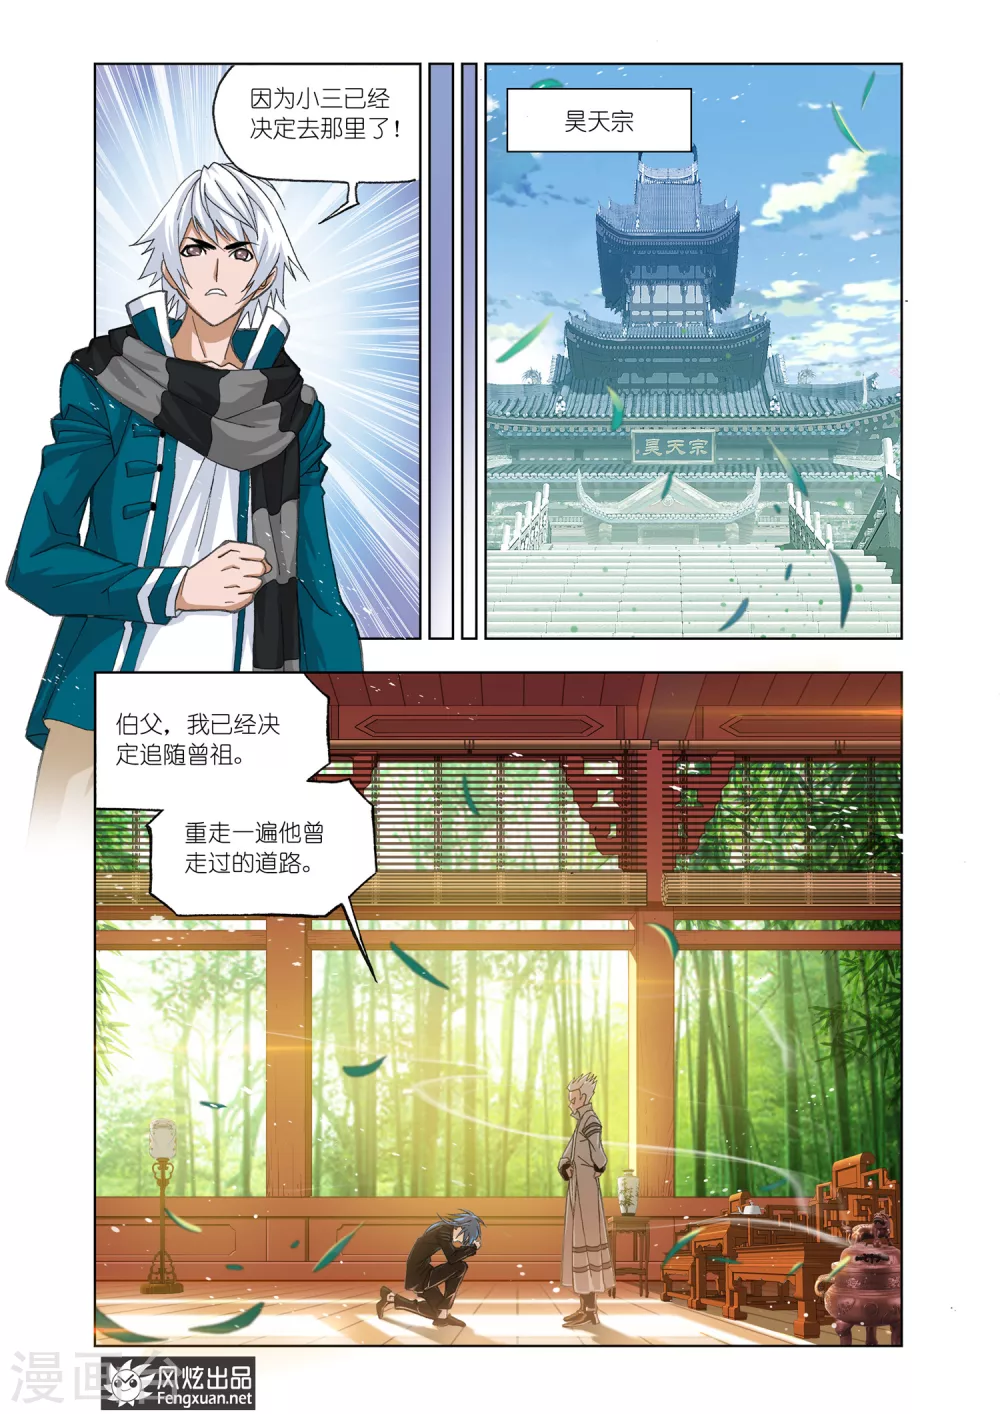 因为小三已经
决定去那里了！
昊天宗
昊天宗
伯父，我已经决
定追随曾祖。
重走一遍他曾
走过的道路。
漫画台
风炫出品
Fengxuan.net